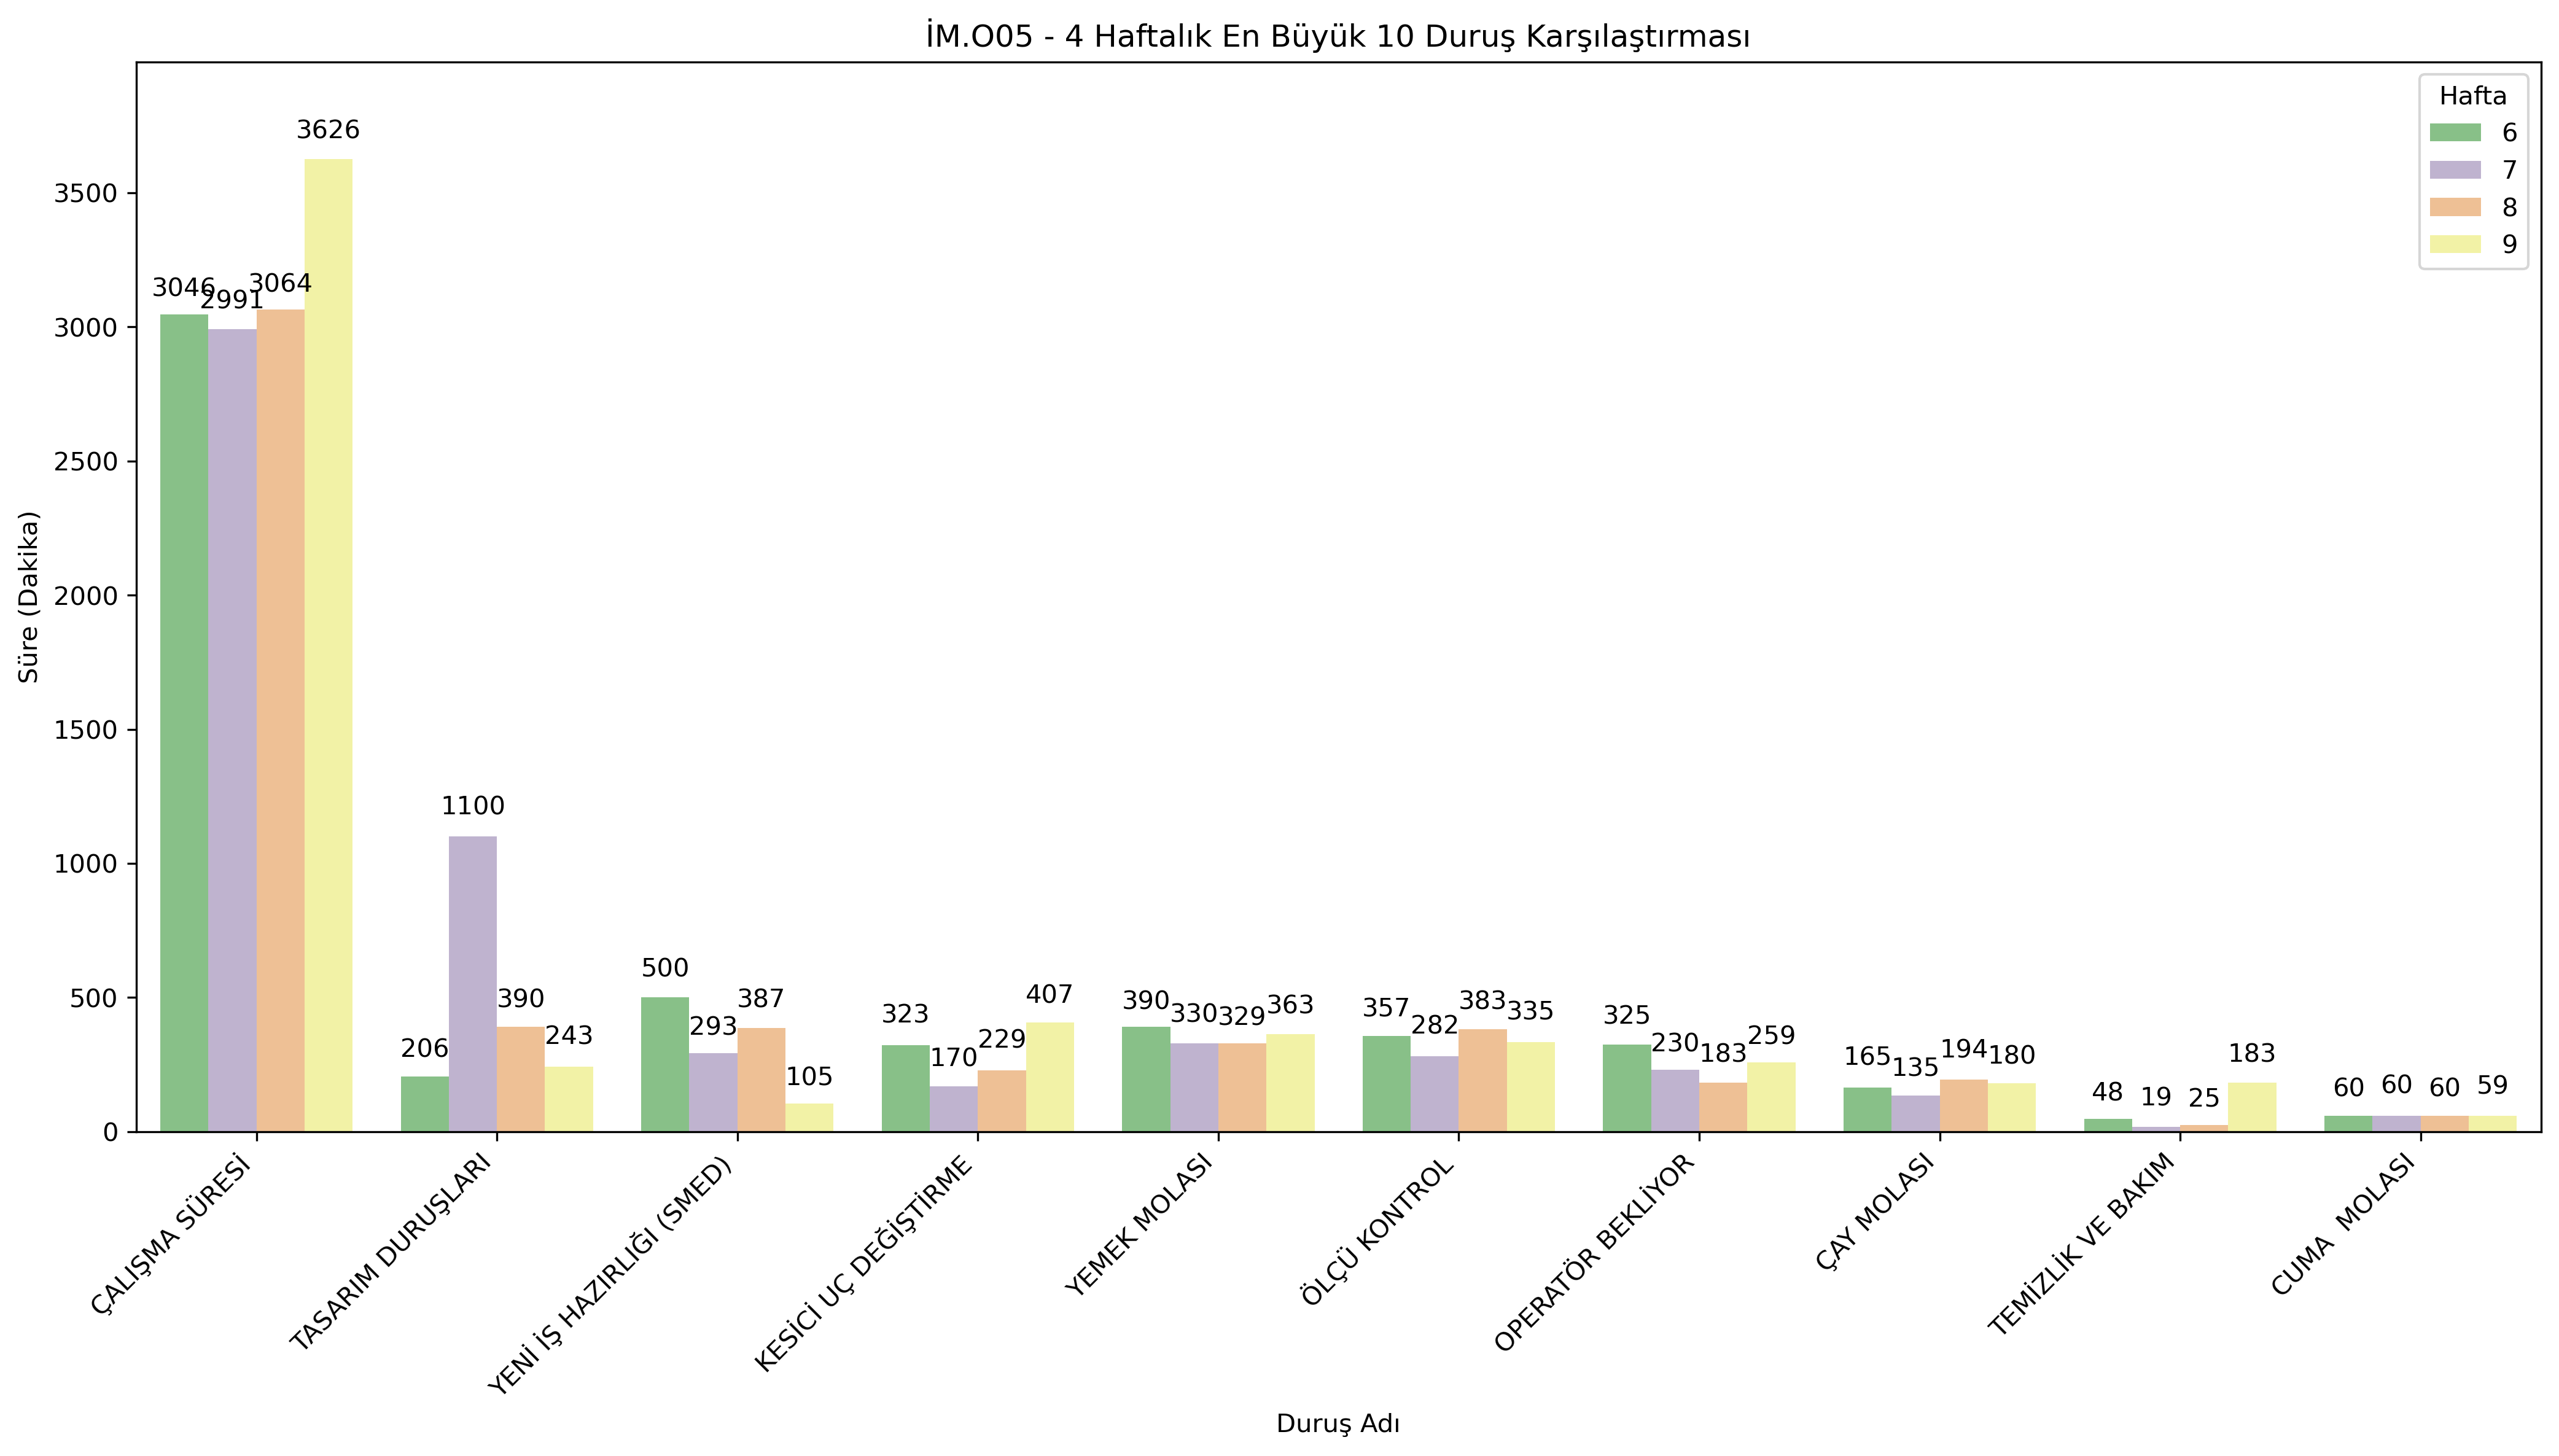 İM.O05 - 4 Haftalık En Büyük 10 Duruş Karşılaştırması
Hafta
6
7
8
9
Süre (Dakika)
3500
3000
2500
2000
1500
1000
500
0
3046 2991 3064 3626
206 1100 390 243
500 293 387 105
323 170 229 407
390 330 329 363
357 282 383 335
325 230 183 259
165 135 194 180
48 19 25 183
60 60 60 59
ÇALIŞMA SÜRESİ
TASARIM DURUŞLARI
YENİ İŞ HAZIRLIĞI (SMED)
KESİCİ UÇ DEĞİŞTİRME
YEMEK MOLASI
ÖLÇÜ KONTROL
OPERATÖR BEKLİYOR
ÇAY MOLASI
TEMİZLİK VE BAKIM
CUMA  MOLASI
Duruş Adı